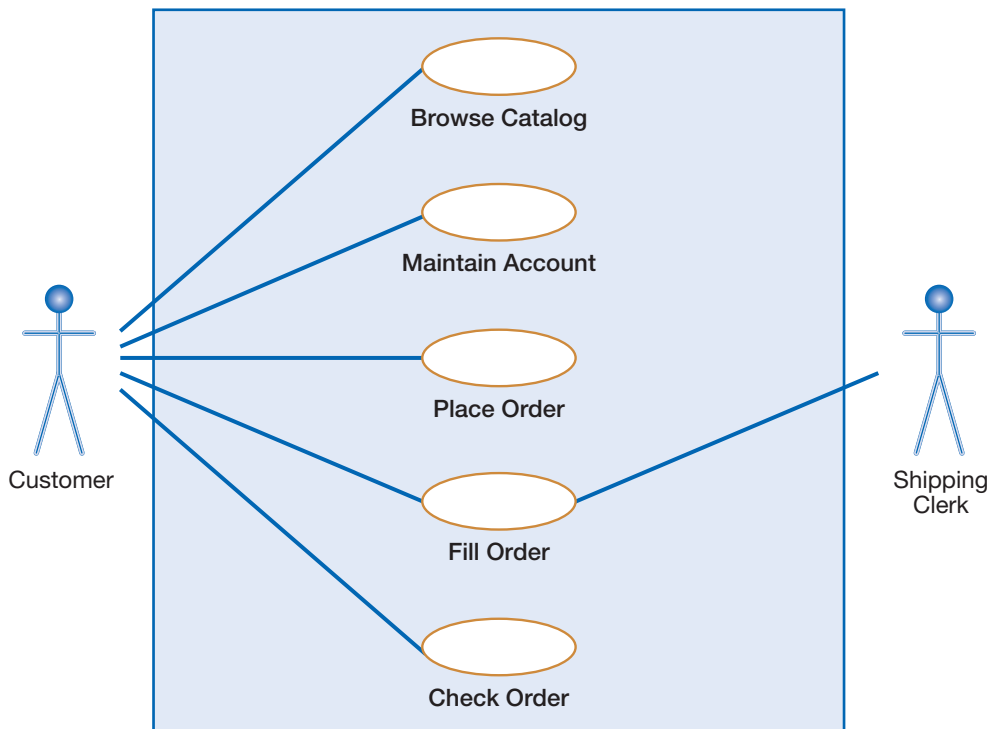 Browse Catalog
Maintain Account
Place Order
Customer
Shipping
Clerk
Fill Order
Check Order